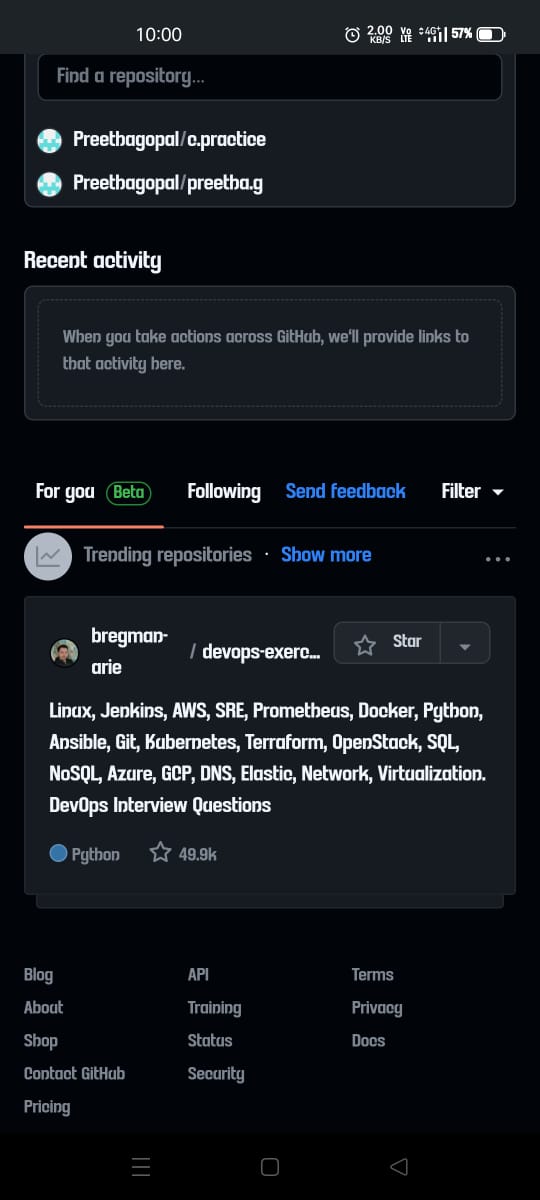 10:00
2.00 KB/S
Vo LTE
4G+
57%
Find a repository...
Preethagopal/c.practice
Preethagopal/preetha.g
Recent activity
When you take actions across GitHub, we'll provide links to
that activity here.
For you Beta Following Send feedback Filter
Trending repositories · Show more
bregman-
arie / devops-exerc... Star
Linux, Jenkins, AWS, SRE, Prometheus, Docker, Python,
Ansible, Git, Kubernetes, Terraform, OpenStack, SQL,
NoSQL, Azure, GCP, DNS, Elastic, Network, Virtualization.
DevOps Interview Questions
Python 49.9k
Blog API Terms
About Training Privacy
Shop Status Docs
Contact GitHub Security
Pricing